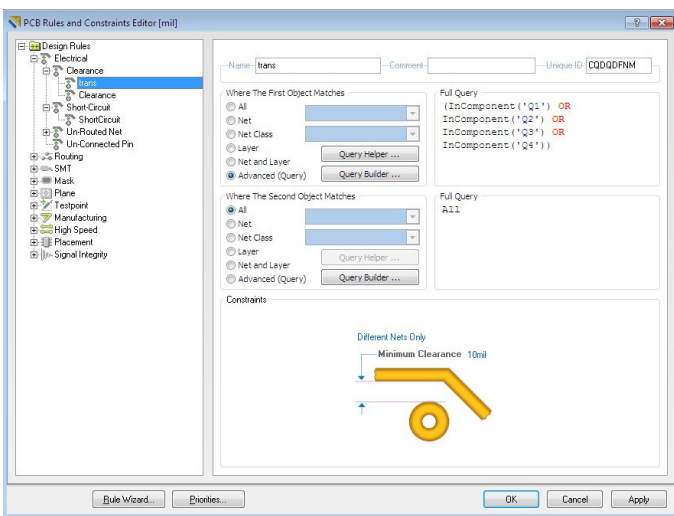 PCB Rules and Constraints Editor [mil]
Design Rules
Electrical
Clearance
trans
Clearance
Short-Circuit
ShortCircuit
Un-Routed Net
Un-Connected Pin
Routing
SMT
Mask
Plane
Testpoint
Manufacturing
High Speed
Placement
Signal Integrity
Name trans Comment Unique ID CQDQDFNM
Where The First Object Matches
All
Net
Net Class
Layer
Net and Layer
Advanced (Query)
Query Helper ...
Query Builder ...
Full Query
(InComponent('Q1') OR
InComponent('Q2') OR
InComponent('Q3') OR
InComponent('Q4'))
Where The Second Object Matches
All
Net
Net Class
Layer
Net and Layer
Advanced (Query)
Query Helper ...
Query Builder ...
Full Query
All
Constraints
Different Nets Only
Minimum Clearance 10mil
Rule Wizard... Priorities... OK Cancel Apply